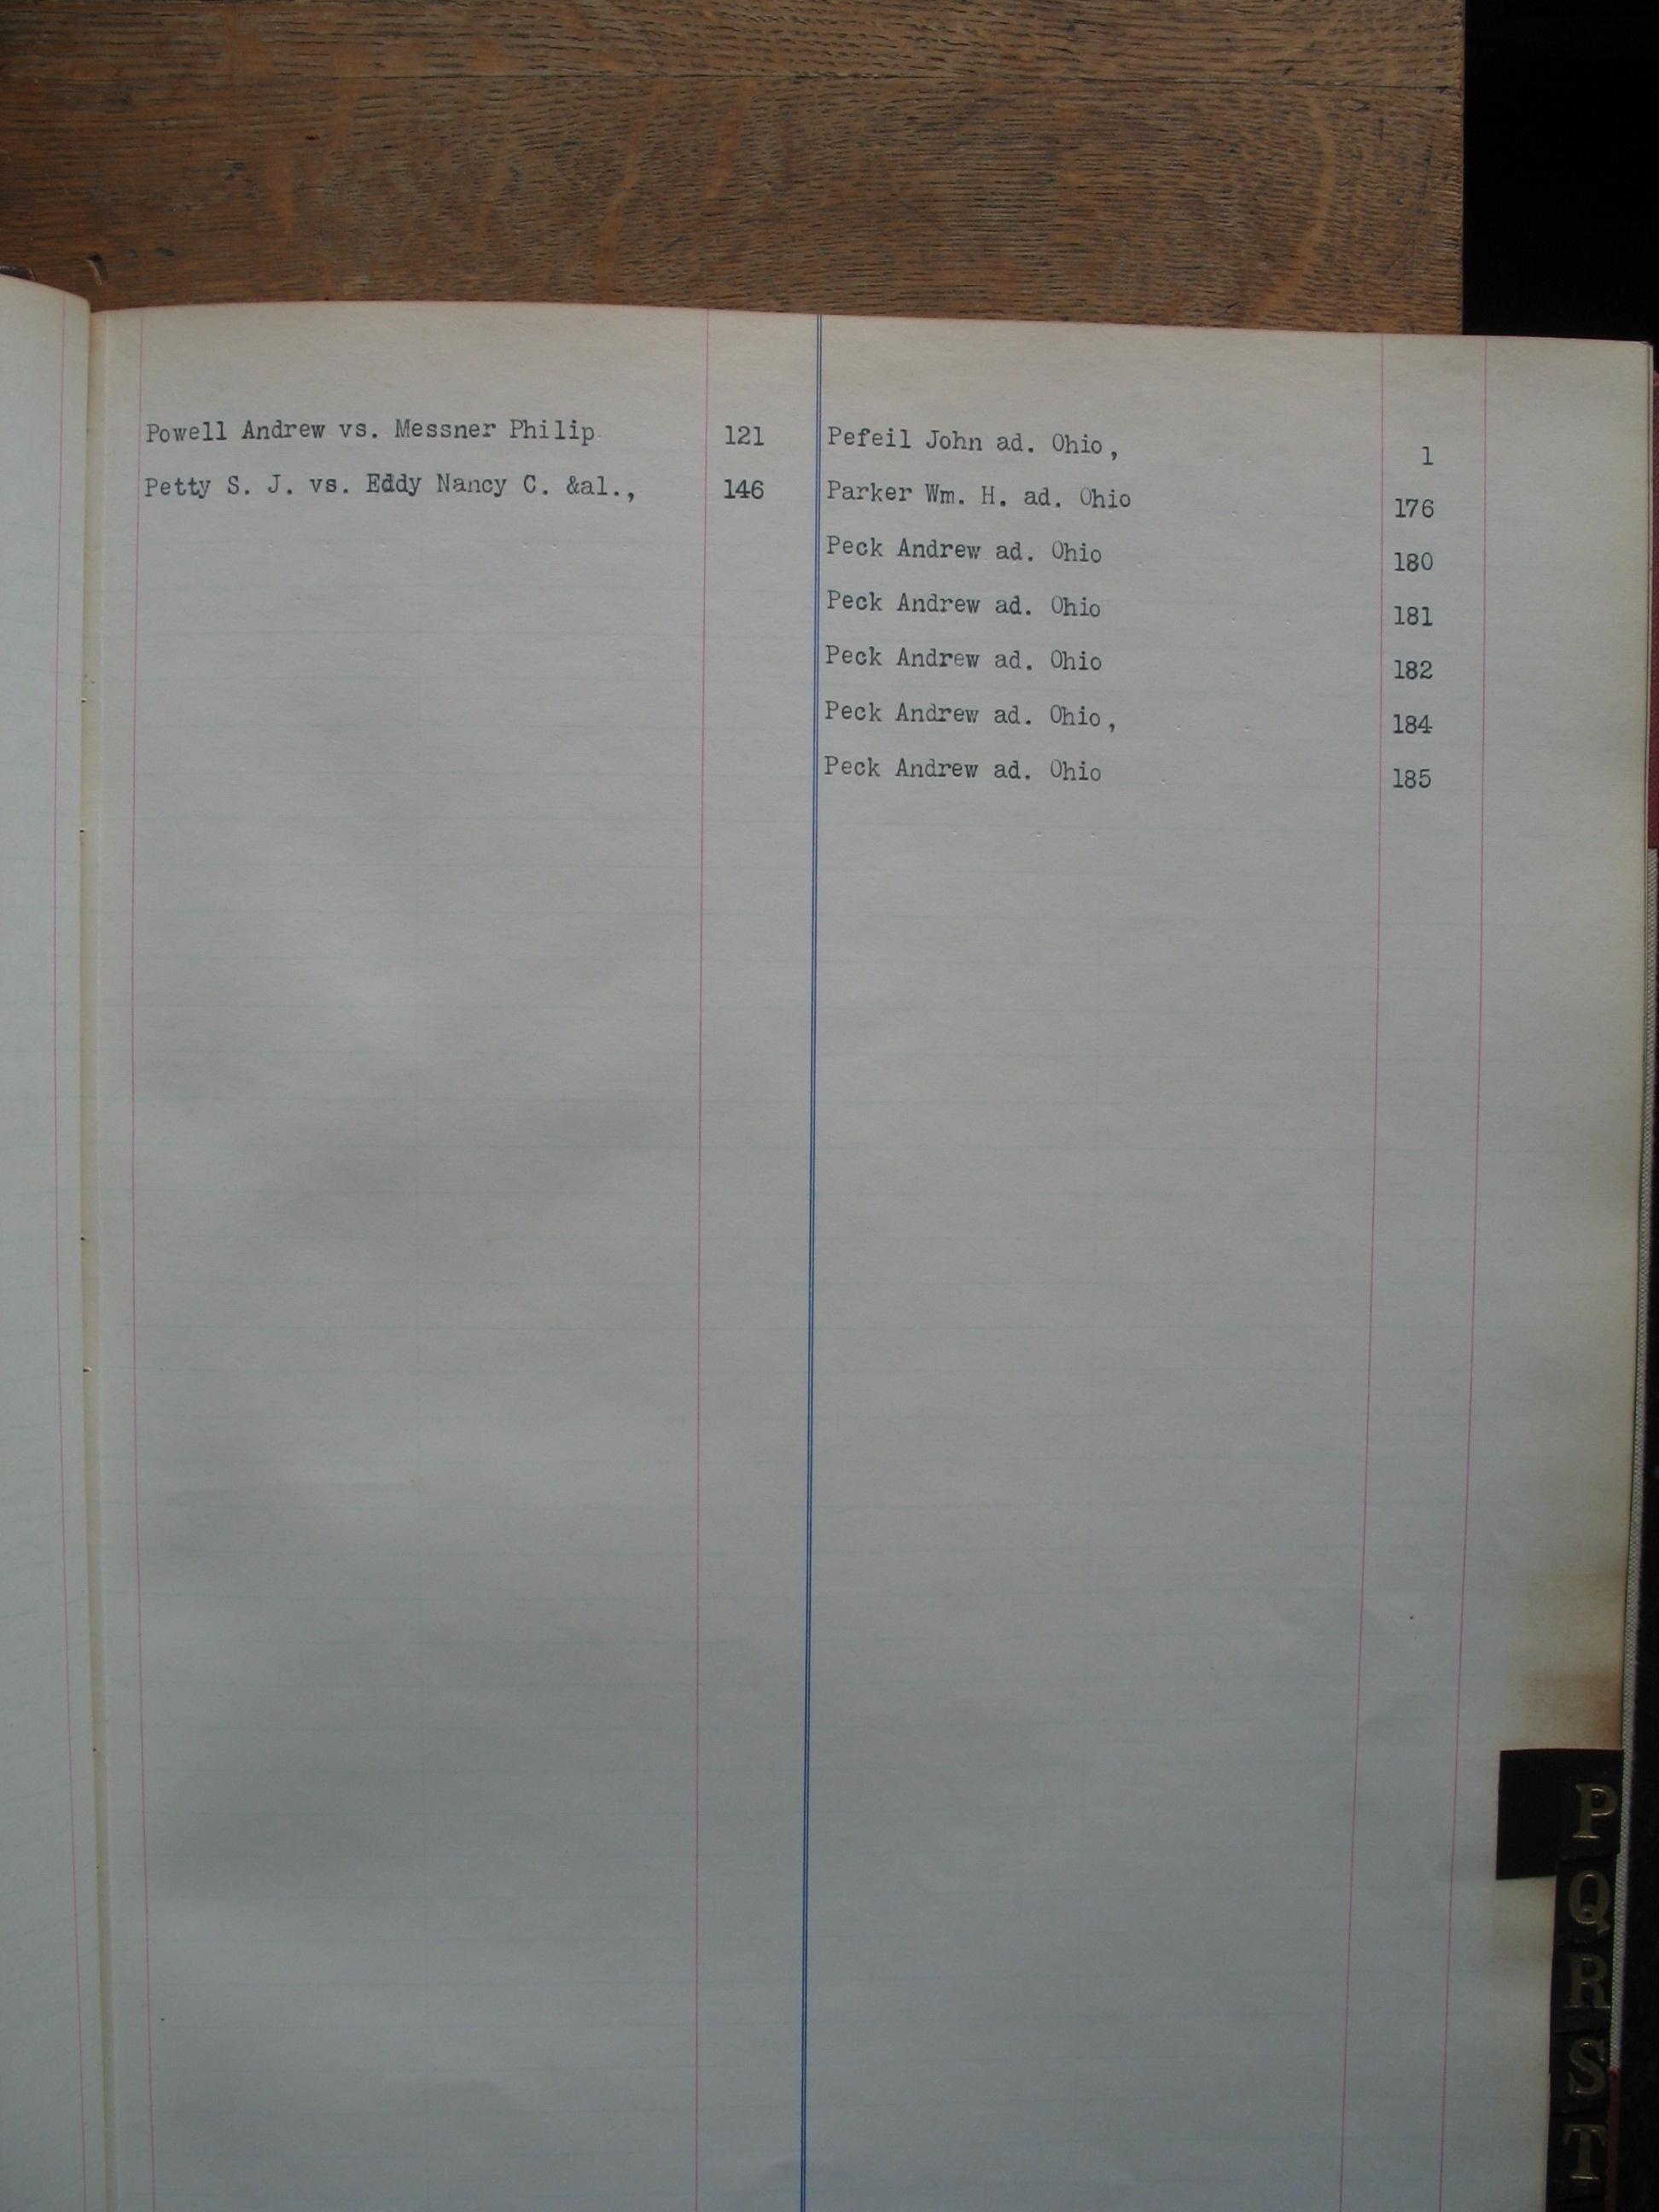 Powell Andrew vs. Messner Philip 121
Petty S. J. vs. Eddy Nancy C. &al., 146
Pefeil John ad. Ohio, 1
Parker Wm. H. ad. Ohio 176
Peck Andrew ad. Ohio 180
Peck Andrew ad. Ohio 181
Peck Andrew ad. Ohio 182
Peck Andrew ad. Ohio, 184
Peck Andrew ad. Ohio 185
P
Q
R
S
T